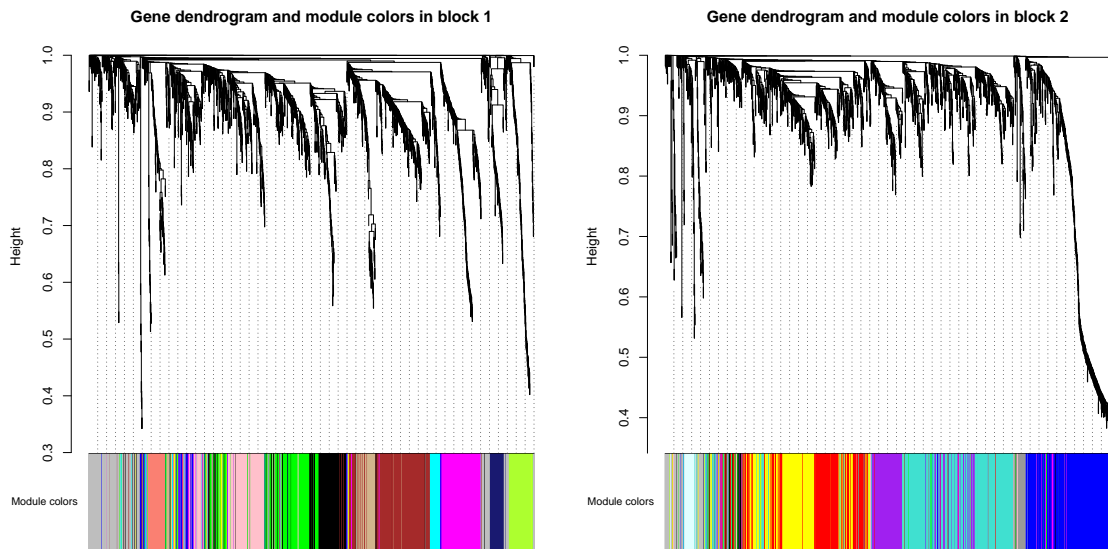 Gene dendrogram and module colors in block 1
Height
1.0
0.9
0.8
0.7
0.6
0.5
0.4
0.3
Module colors
Gene dendrogram and module colors in block 2
Height
1.0
0.9
0.8
0.7
0.6
0.5
0.4
Module colors